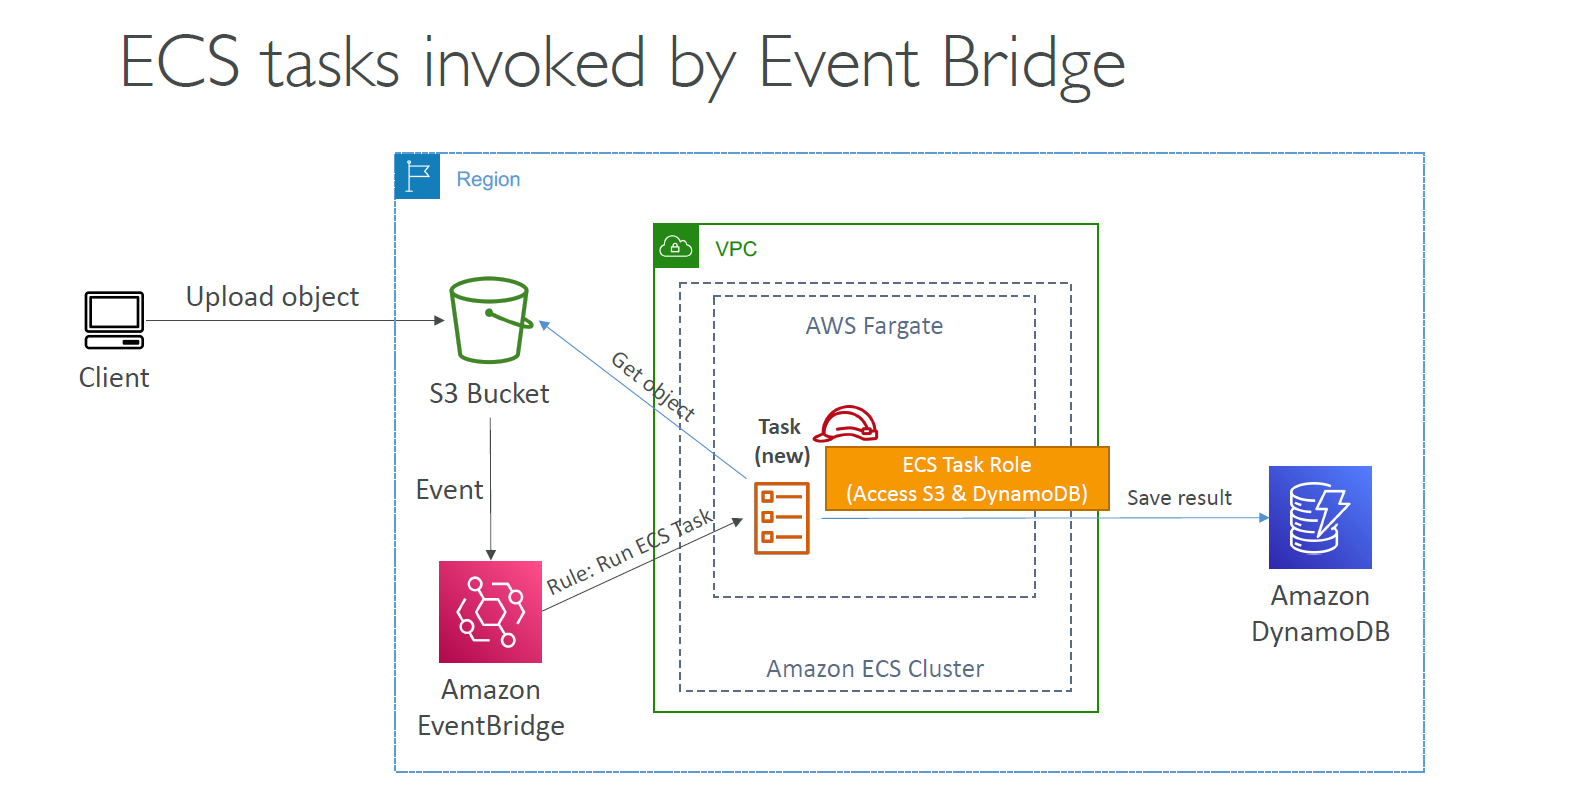 ECS tasks invoked by Event Bridge
Region
VPC
Upload object
AWS Fargate
Client
S3 Bucket
Get object
Task
(new)
ECS Task Role
(Access S3 & DynamoDB)
Event
Save result
Rule: Run ECS Task
Amazon
DynamoDB
Amazon ECS Cluster
Amazon
EventBridge